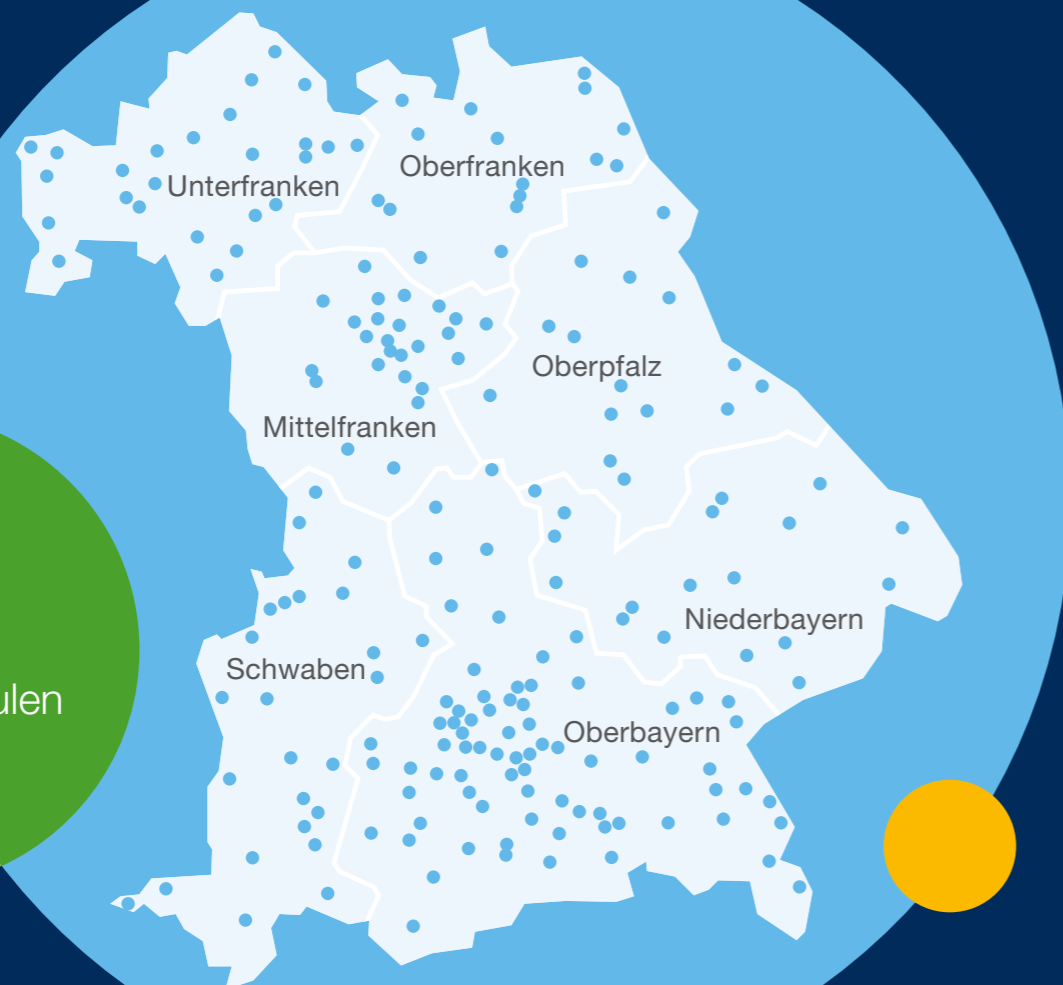 Oberfranken
Unterfranken
Oberpfalz
Mittelfranken
Niederbayern
Schwaben
ulen
Oberbayern